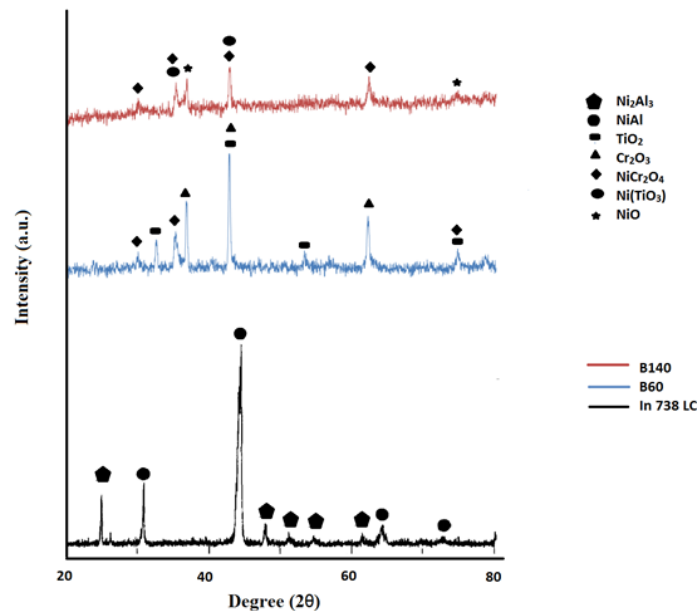 Intensity (a.u.)
Ni₂Al₃
NiAl
TiO₂
Cr₂O₃
NiCr₂O₄
Ni(TiO₃)
NiO
B140
B60
In 738 LC
20 40 60 80
Degree (2θ)